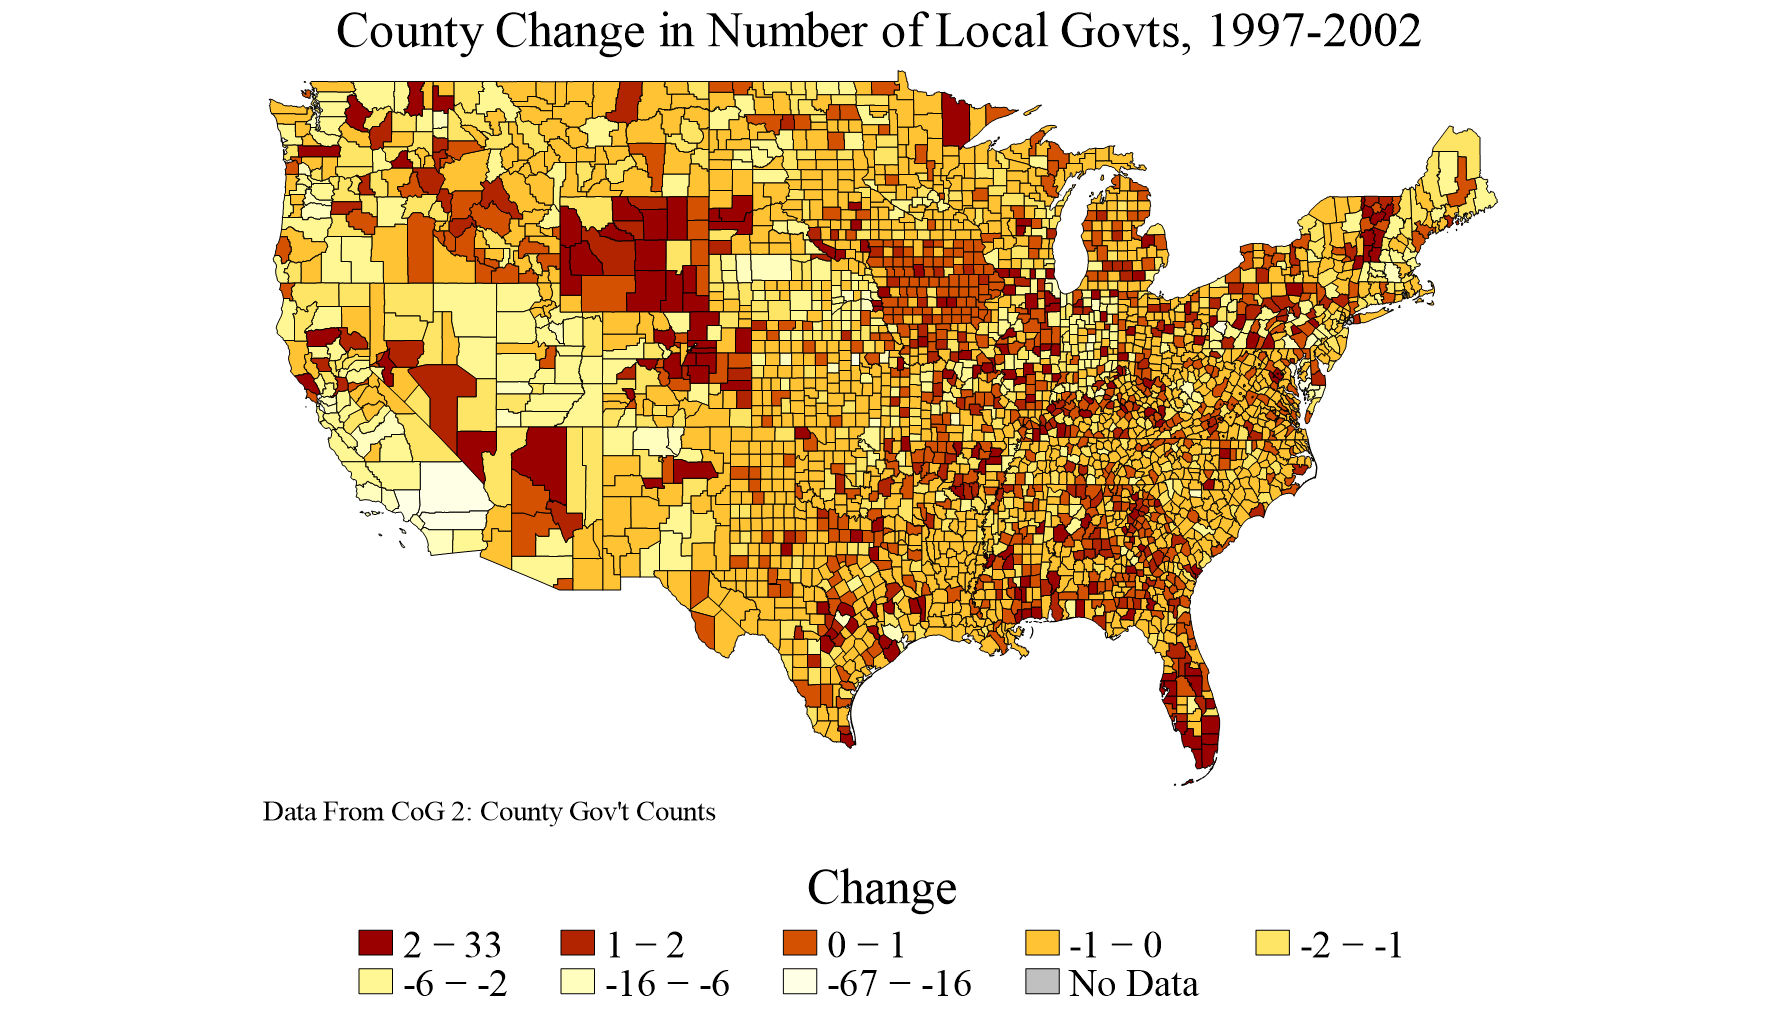 County Change in Number of Local Govts, 1997-2002
Data From CoG 2: County Gov't Counts
Change
2 − 33 1 − 2 0 − 1 -1 − 0 -2 − -1
-6 − -2 -16 − -6 -67 − -16 No Data